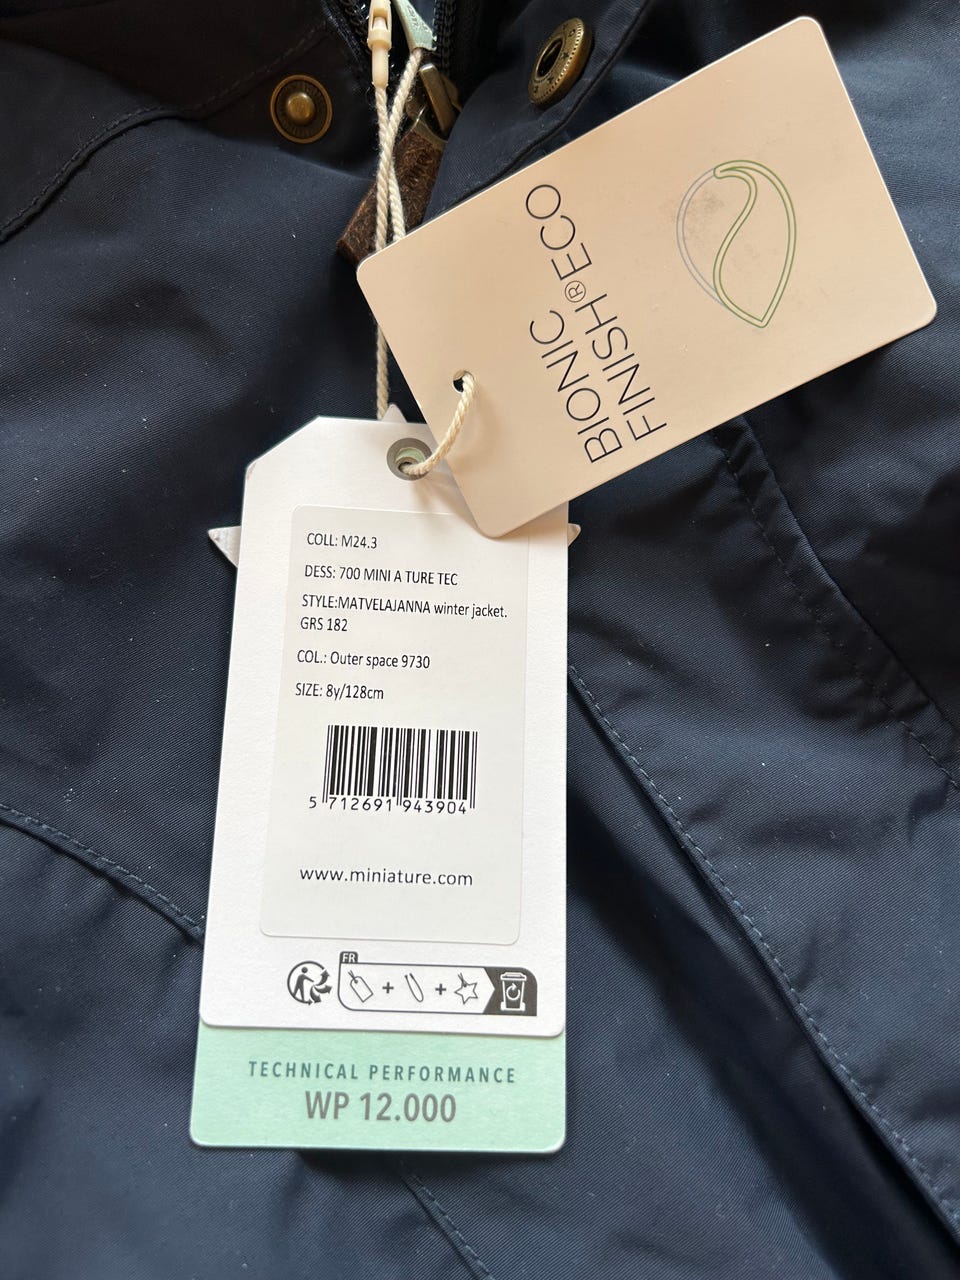 BIONIC
FINISH®ECO
COLL: M24.3
DESS: 700 MINI A TURE TEC
STYLE:MATVELAJANNA winter jacket.
GRS 182
COL.: Outer space 9730
SIZE: 8y/128cm
5 712691 943904
www.miniature.com
FR
TECHNICAL PERFORMANCE
WP 12.000